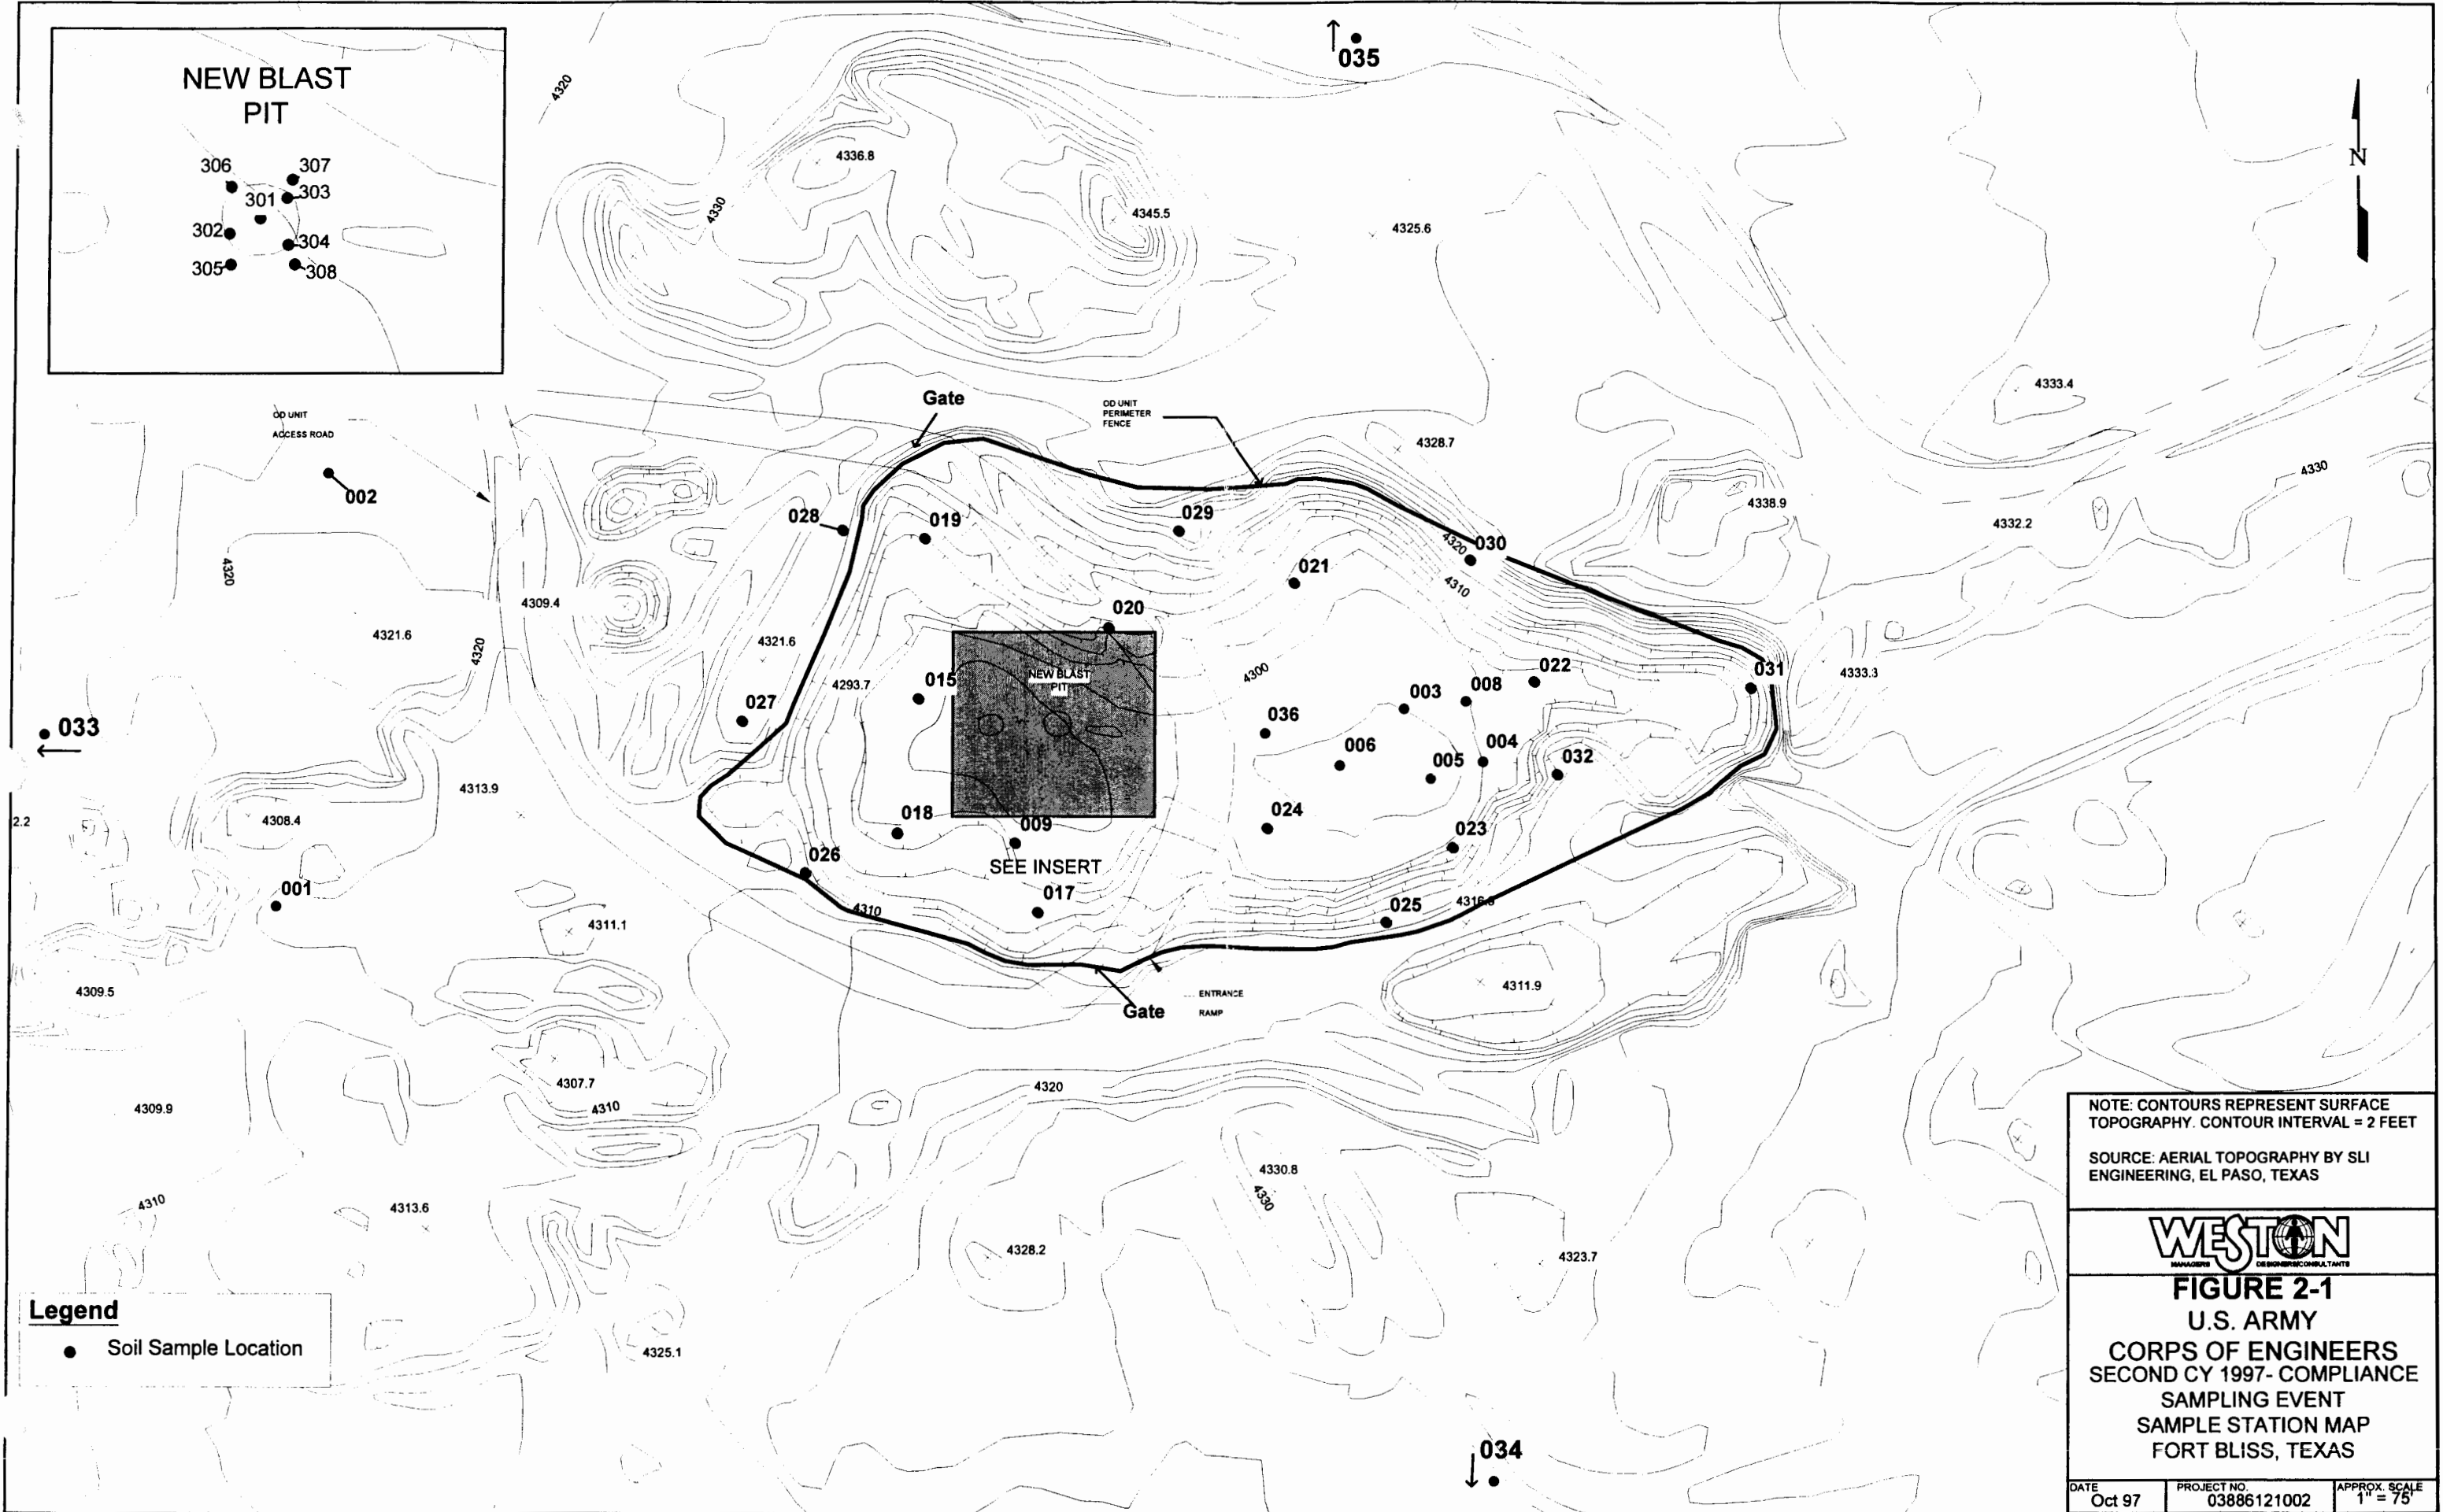 NEW BLAST
PIT
306
307
301
303
302
304
305
308
035
4320
4336.8
4330
4345.5
4325.6
N
4333.4
Gate
OD UNIT
PERIMETER
FENCE
OD UNIT
ACCESS ROAD
4328.7
4330
002
4338.9
4332.2
028
019
029
030
4320
4310
021
4320
4309.4
020
4321.6
4321.6
4320
4300
022
031
4333.3
4293.7
015
NEW BLAST
PIT
003
008
027
033
036
006
004
005
032
4313.9
2.2
4308.4
018
009
024
023
026
SEE INSERT
001
017
4310
4316.8
025
4311.1
4309.5
4311.9
ENTRANCE
RAMP
Gate
4307.7
4320
4309.9
4310
4310
4313.6
4330.8
4330
4328.2
4323.7
4325.1
034
Legend
Soil Sample Location
NOTE: CONTOURS REPRESENT SURFACE
TOPOGRAPHY. CONTOUR INTERVAL = 2 FEET
SOURCE: AERIAL TOPOGRAPHY BY SLI
ENGINEERING, EL PASO, TEXAS
WESTON
MANAGERS DESIGNERS/CONSULTANTS
FIGURE 2-1
U.S. ARMY
CORPS OF ENGINEERS
SECOND CY 1997- COMPLIANCE
SAMPLING EVENT
SAMPLE STATION MAP
FORT BLISS, TEXAS
DATE
Oct 97
PROJECT NO.
03886121002
APPROX. SCALE
1" = 75'